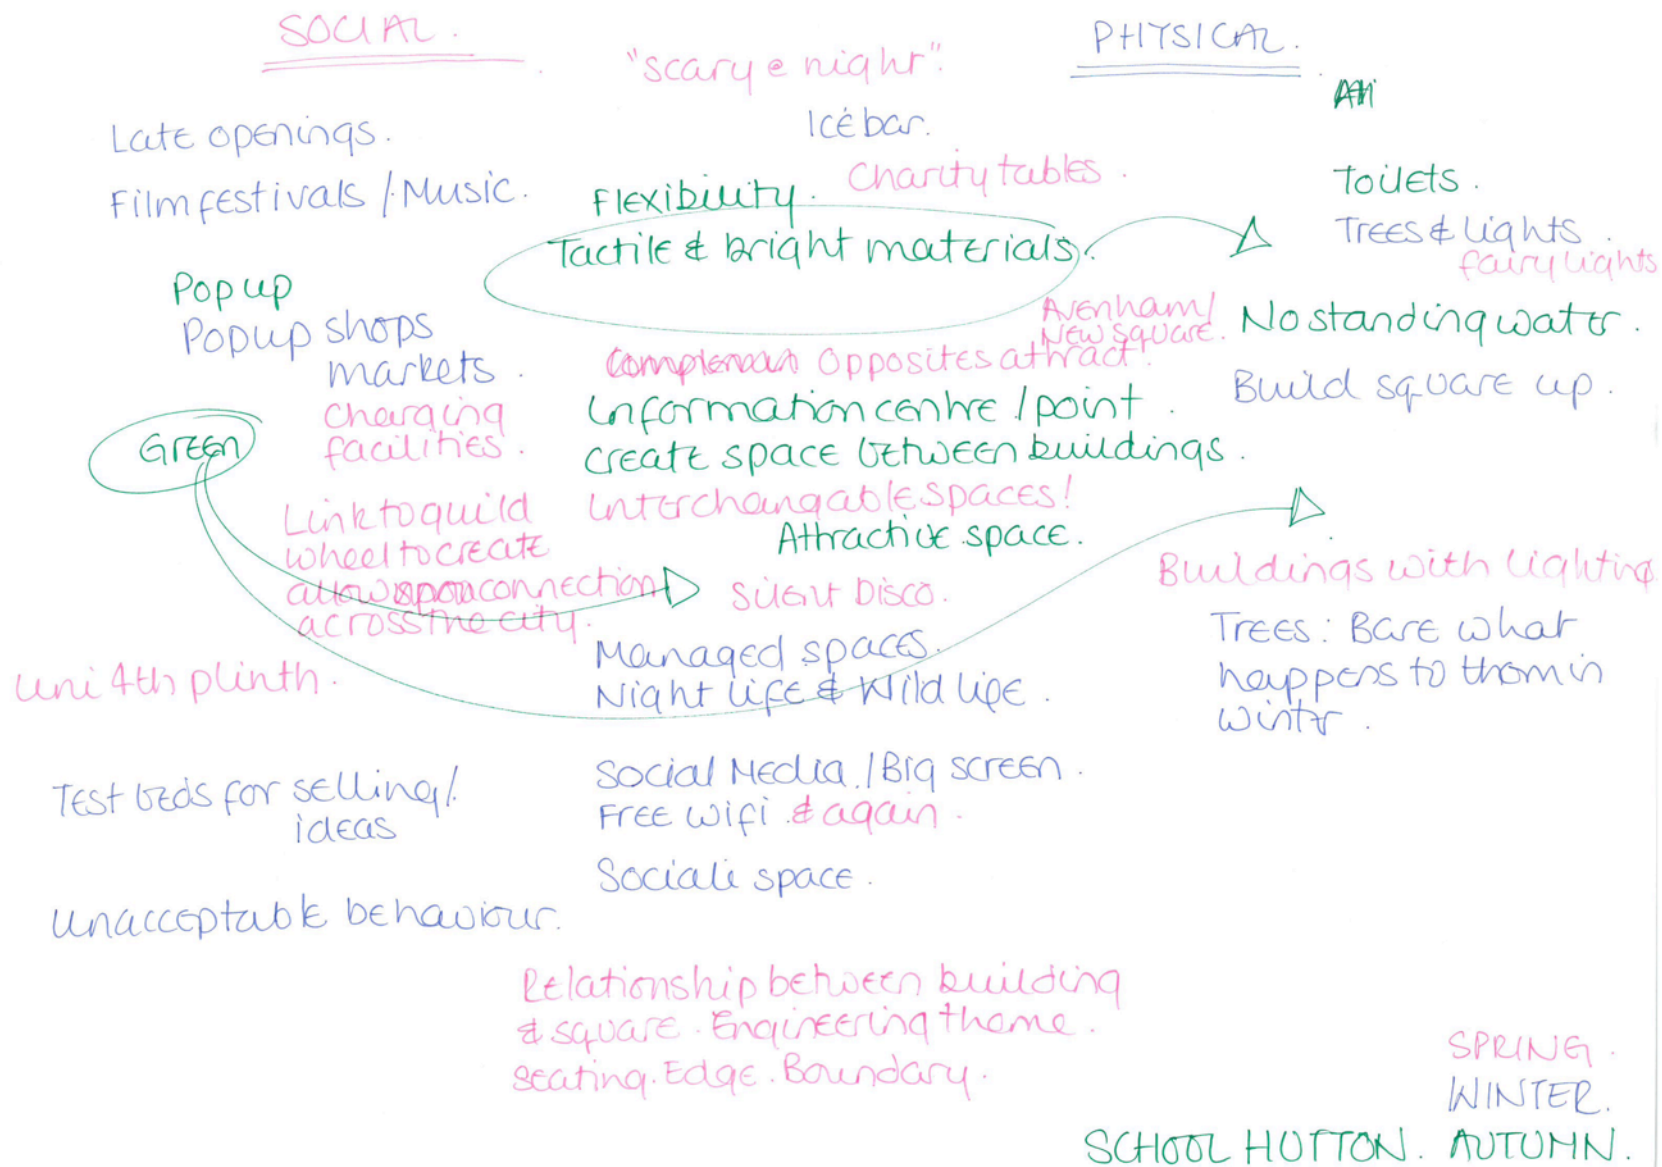 SOCIAL.
PHYSICAL.
"scary @ night".
Late openings.
Ice bar.
Film festivals / Music.
Charity tables.
Flexibility.
Toilets.
Tactile & bright materials.
Trees & lights.
fairy lights
Pop up
Pop up shops
markets.
Avenham/
New square.
No standing water.
opposites attract!
Build square up.
Charging
facilities.
Information centre / point.
Green
create space between buildings.
Interchangable spaces!
Attractive space.
Link to guild
wheel to create
allow connection
across the city.
Silent Disco.
Buildings with lighting
Managed spaces.
Night life & Wild life.
Trees: Bare what
happens to them in
winter.
Uni 4th plinth.
Test beds for selling/
ideas
Social Media / Big screen.
Free wifi. & again.
Sociale space.
Unacceptable behaviour.
Relationship between building
& square. Engineering theme.
Seating. Edge. Boundary.
SPRING.
WINTER.
SCHOOL HUTTON. AUTUMN.